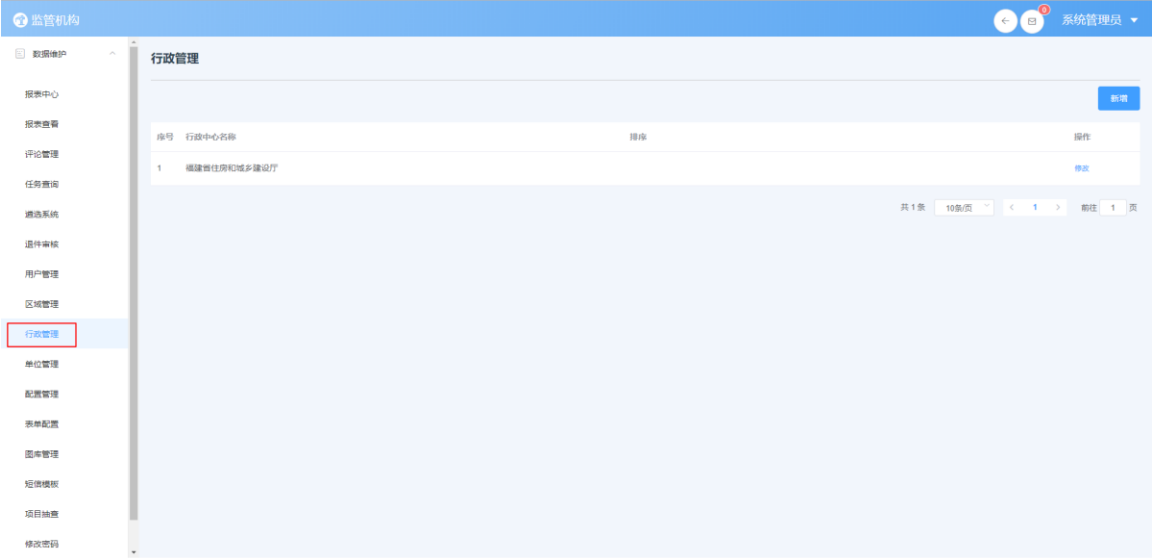 监管机构
0
系统管理员
数据维护
报表中心
报表查看
评论管理
任务查询
遴选系统
退件审核
用户管理
区域管理
行政管理
单位管理
配置管理
表单配置
图库管理
短信模板
项目抽查
修改密码
行政管理
新增
序号 行政中心名称 排序 操作
1 福建省住房和城乡建设厅 修改
共 1 条 10条/页 1 前往 1 页